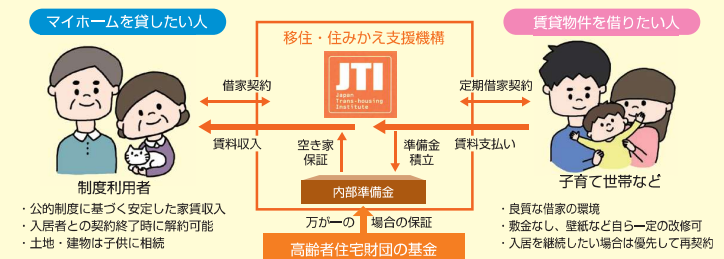 マイホームを貸したい人
移住・住みかえ支援機構
賃貸物件を借りたい人
JTI
Japan
Trans-housing
Institute
借家契約
定期借家契約
賃料収入
空き家
保証
準備金
積立
賃料支払い
制度利用者
内部準備金
子育て世帯など
・公的制度に基づく安定した家賃収入
・入居者との契約終了時に解約可能
・土地・建物は子供に相続
万が一の 場合の保証
高齢者住宅財団の基金
・良質な借家の環境
・敷金なし、壁紙など自ら一定の改修可
・入居を継続したい場合は優先して再契約